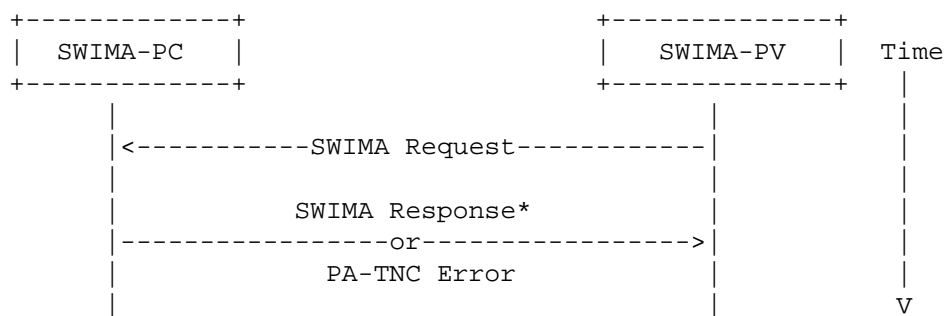 +-------------+ +--------------+
| SWIMA-PC | | SWIMA-PV | Time
+-------------+ +--------------+ |
| | |
|<-----------SWIMA Request------------| |
| | |
| SWIMA Response* | |
|-----------------or----------------->| |
| PA-TNC Error | |
| | V